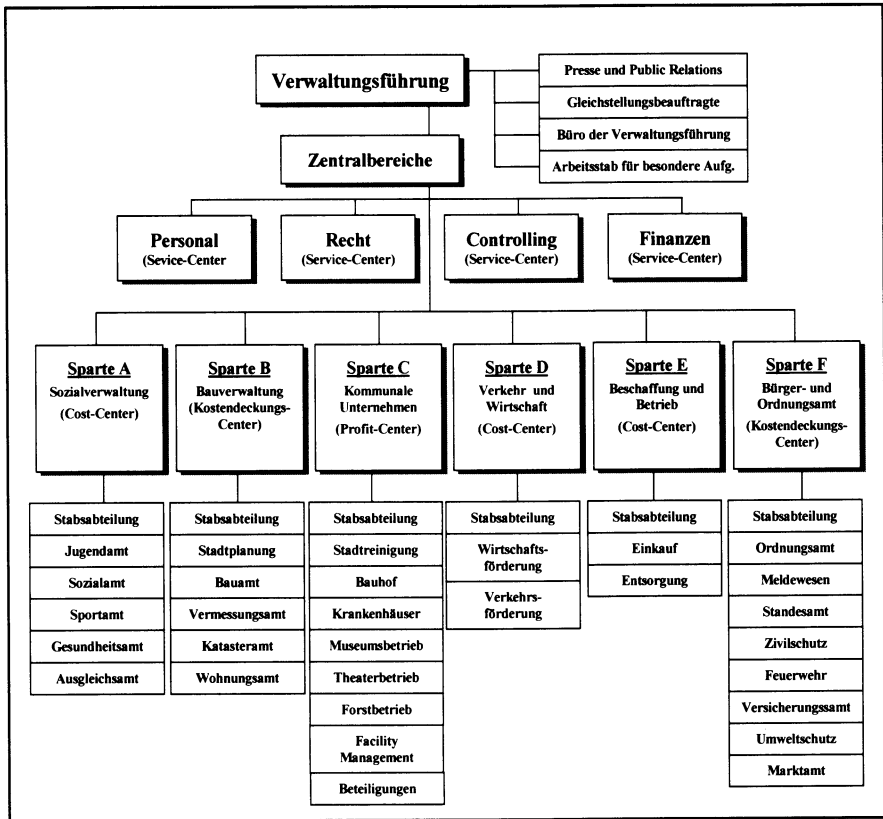 Verwaltungsführung
Presse und Public Relations
Gleichstellungsbeauftragte
Büro der Verwaltungsführung
Arbeitsstab für besondere Aufg.
Zentralbereiche
Personal
(Sevice-Center
Recht
(Service-Center)
Controlling
(Service-Center)
Finanzen
(Service-Center)
Sparte A
Sozialverwaltung
(Cost-Center)
Sparte B
Bauverwaltung
(Kostendeckungs-
Center)
Sparte C
Kommunale
Unternehmen
(Profit-Center)
Sparte D
Verkehr und
Wirtschaft
(Cost-Center)
Sparte E
Beschaffung und
Betrieb
(Cost-Center)
Sparte F
Bürger- und
Ordnungsamt
(Kostendeckungs-
Center)
Stabsabteilung
Jugendamt
Sozialamt
Sportamt
Gesundheitsamt
Ausgleichsamt
Stabsabteilung
Stadtplanung
Bauamt
Vermessungsamt
Katasteramt
Wohnungsamt
Stabsabteilung
Stadtreinigung
Bauhof
Krankenhäuser
Museumsbetrieb
Theaterbetrieb
Forstbetrieb
Facility
Management
Beteiligungen
Stabsabteilung
Wirtschafts-
förderung
Verkehrs-
förderung
Stabsabteilung
Einkauf
Entsorgung
Stabsabteilung
Ordnungsamt
Meldewesen
Standesamt
Zivilschutz
Feuerwehr
Versicherungssamt
Umweltschutz
Marktamt